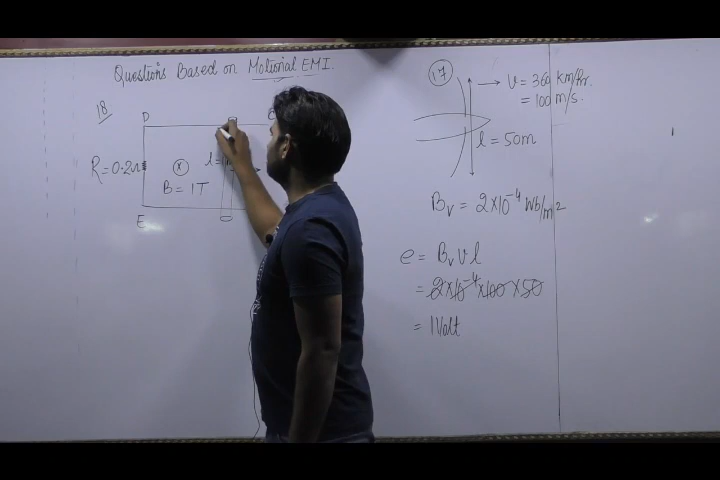 Questions Based on Motional EMI.
18
D
C
R=0.2Ω
x
B=1T
l=
E
17
V = 360 km/hr.
= 100 m/s.
l = 50m
Bv = 2×10⁻⁴ Wb/m²
e = Bv v l
= 2×10⁻⁴×100×50
= 1Volt